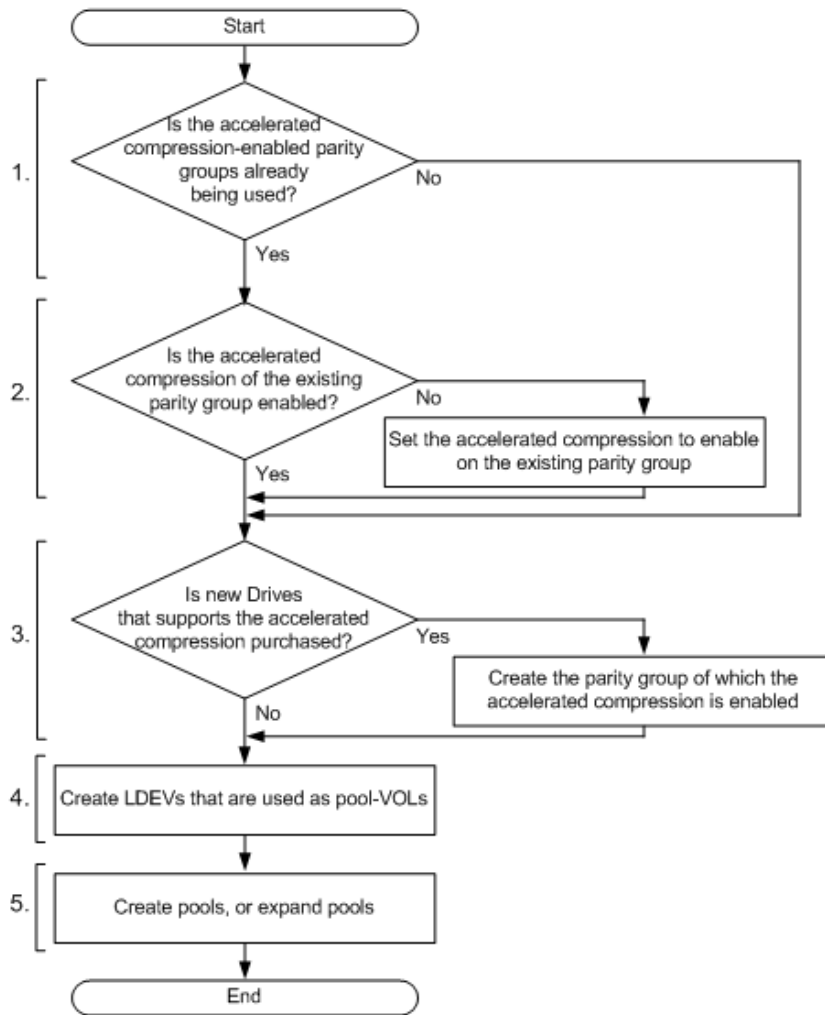 Start
1.
Is the accelerated
compression-enabled parity
groups already
being used?
No
Yes
2.
Is the accelerated
compression of the existing
parity group enabled?
No
Set the accelerated compression to enable
on the existing parity group
Yes
3.
Is new Drives
that supports the accelerated
compression purchased?
Yes
Create the parity group of which the
accelerated compression is enabled
No
4.
Create LDEVs that are used as pool-VOLs
5.
Create pools, or expand pools
End